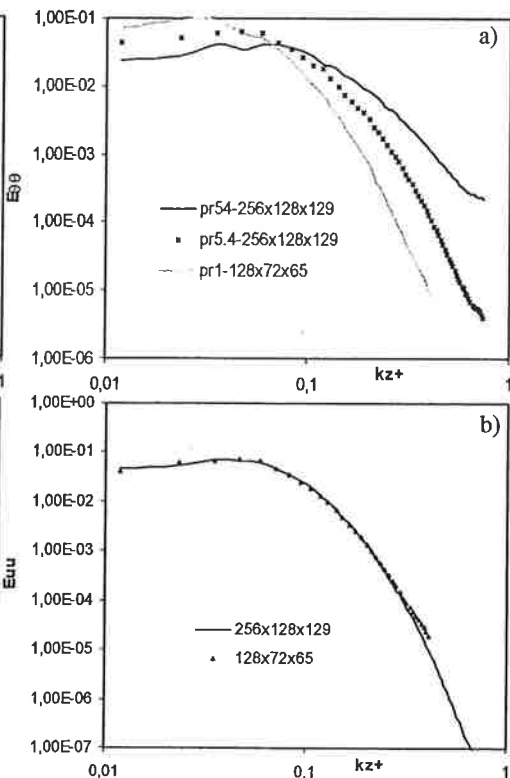 1,00E-01
a)
1,00E-02
1,00E-03
1,00E-04
1,00E-05
1,00E-06
Eθθ
pr54-256x128x129
pr5.4-256x128x129
pr1-128x72x65
0,01
0,1
kz+
1
1
1,00E+00
b)
1,00E-01
1,00E-02
1,00E-03
1,00E-04
1,00E-05
1,00E-06
1,00E-07
Euu
256x128x129
128x72x65
0,01
0,1
kz+
1